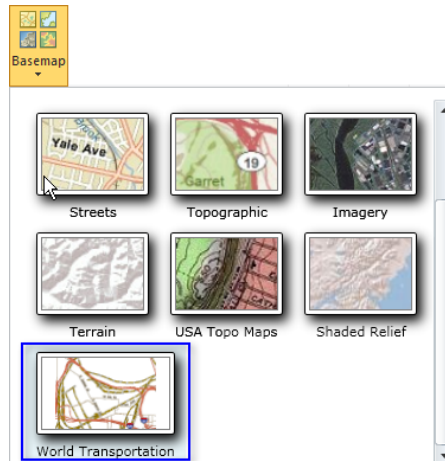 Basemap
Yale Ave
19
Garret
Streets
Topographic
Imagery
Terrain
USA Topo Maps
Shaded Relief
World Transportation